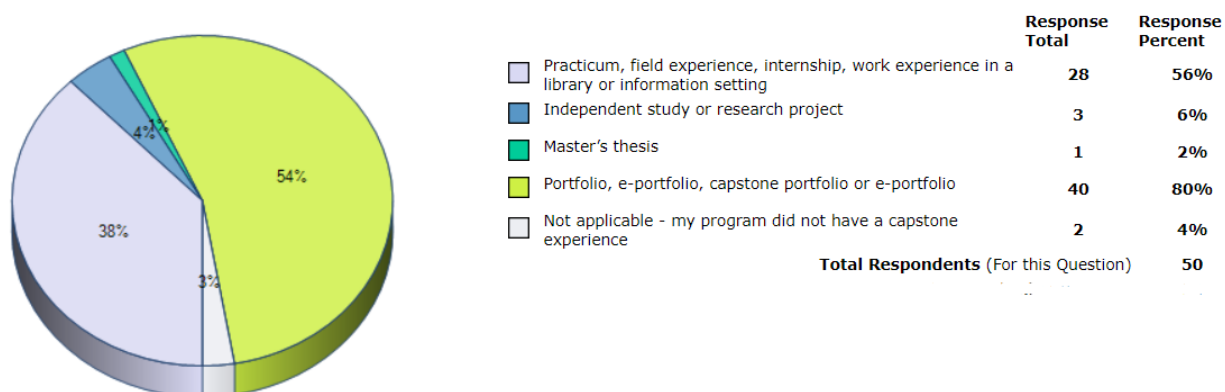 Response Response
Total Percent
Practicum, field experience, internship, work experience in a 28 56%
library or information setting
Independent study or research project 3 6%
Master's thesis 1 2%
Portfolio, e-portfolio, capstone portfolio or e-portfolio 40 80%
Not applicable - my program did not have a capstone 2 4%
experience
Total Respondents (For this Question) 50
1%
4%
54%
38%
3%